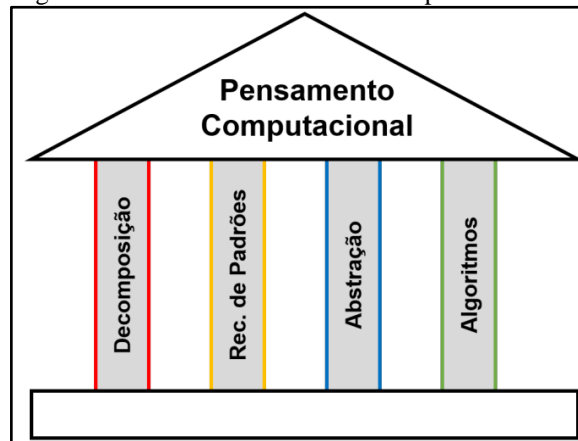 Pensamento
Computacional
Decomposição
Rec. de Padrões
Abstração
Algoritmos